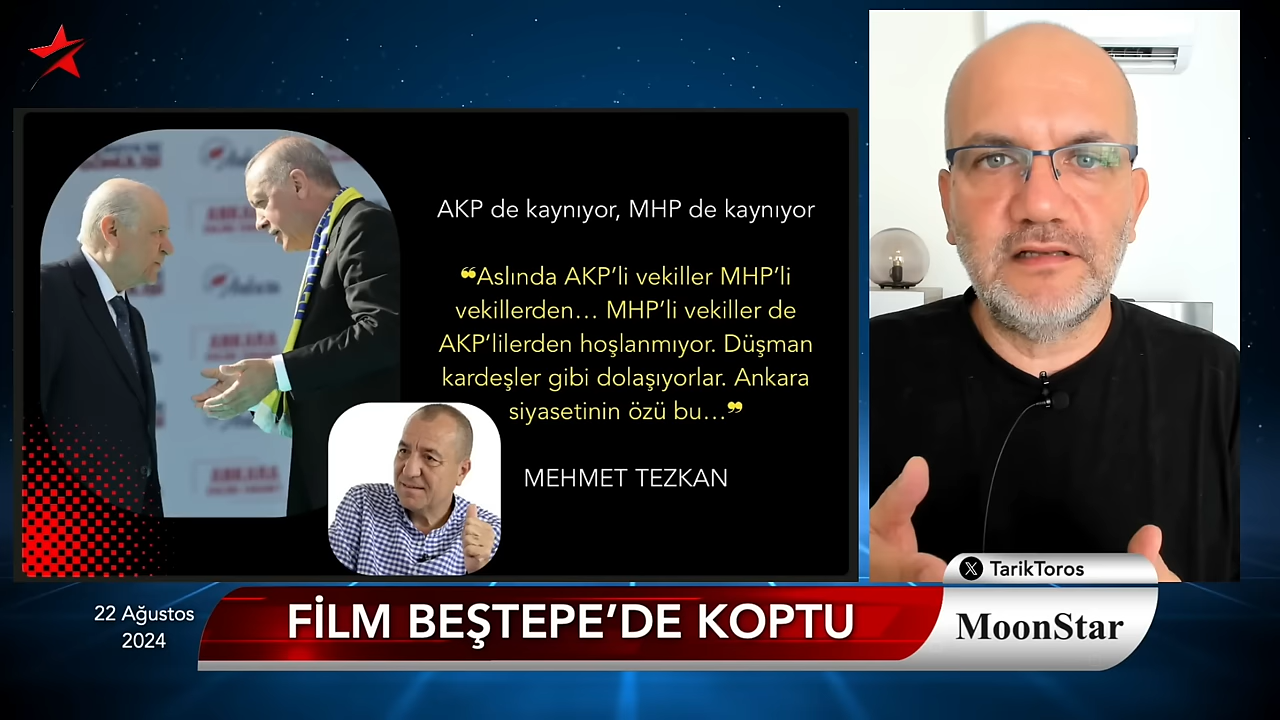 AKP de kaynıyor, MHP de kaynıyor
❝Aslında AKP’li vekiller MHP’li
vekillerden… MHP’li vekiller de
AKP’lilerden hoşlanmıyor. Düşman
kardeşler gibi dolaşıyorlar. Ankara
siyasetinin özü bu…❞
MEHMET TEZKAN
X TarikToros
22 Ağustos
2024
FİLM BEŞTEPE’DE KOPTU
MoonStar